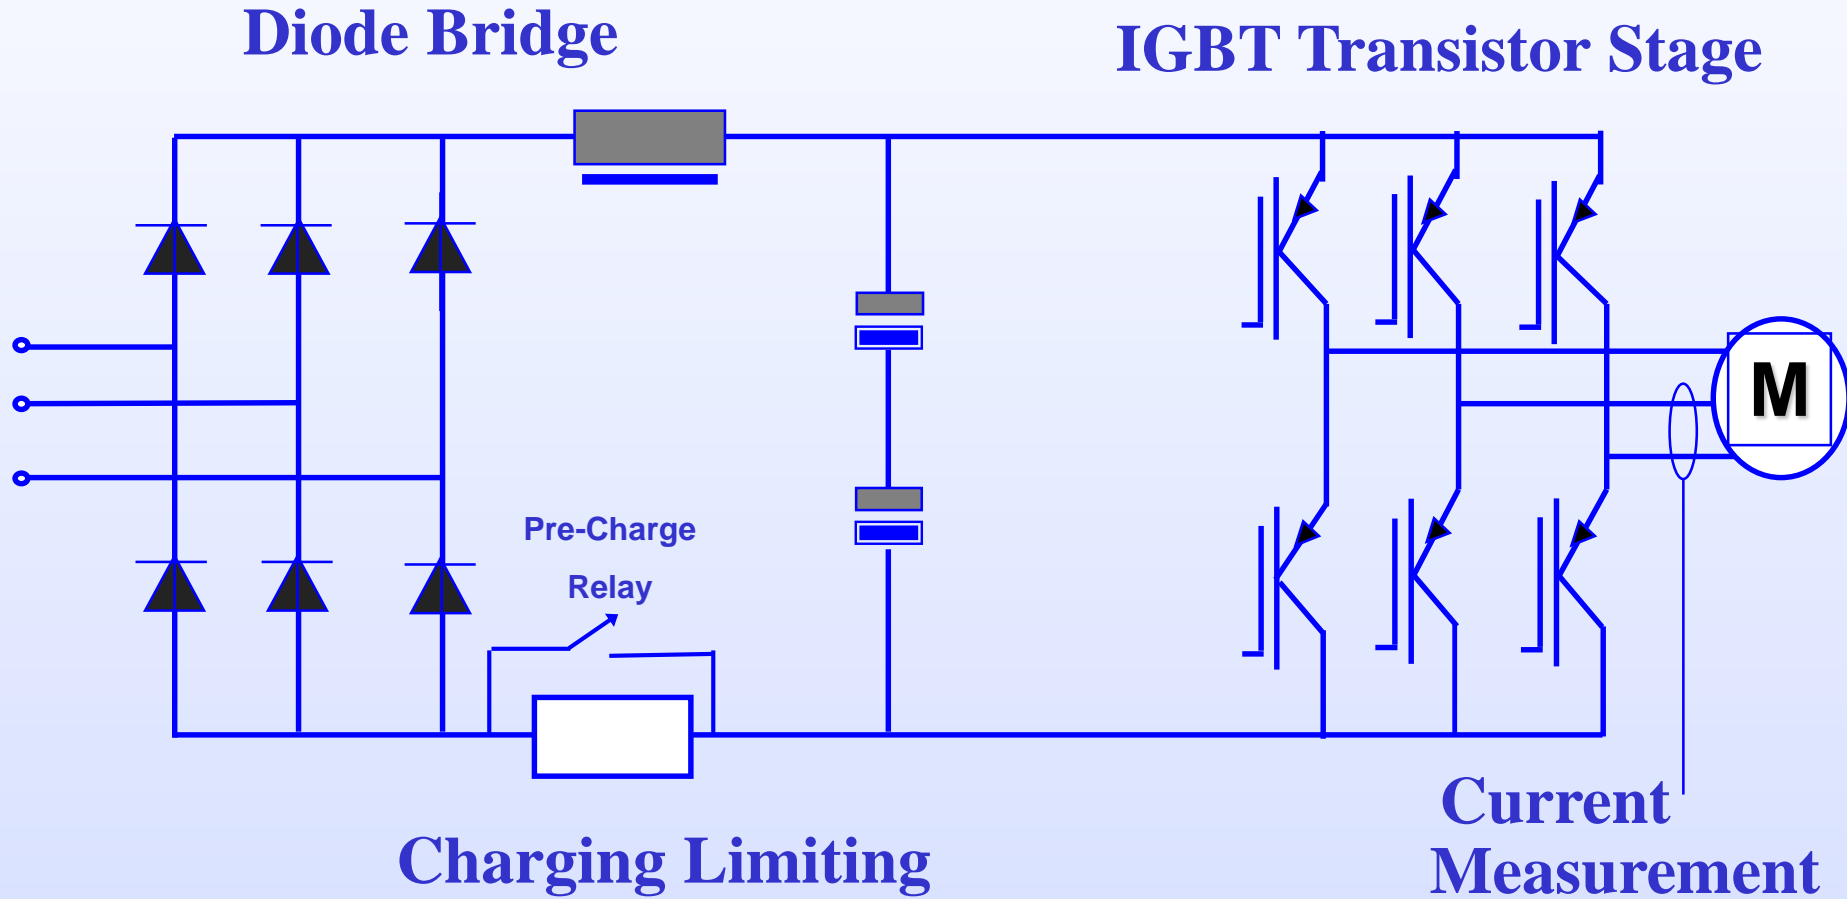 Diode Bridge
IGBT Transistor Stage
M
Pre-Charge
Relay
Current
Measurement
Charging Limiting